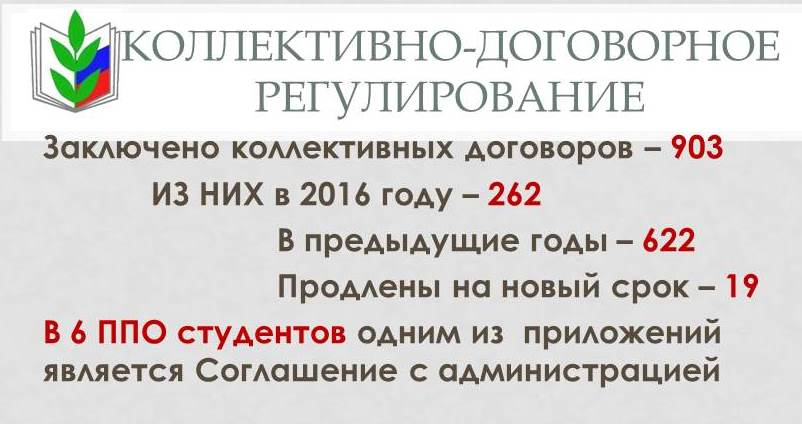 КОЛЛЕКТИВНО-ДОГОВОРНОЕ
РЕГУЛИРОВАНИЕ
Заключено коллективных договоров – 903
ИЗ НИХ в 2016 году – 262
В предыдущие годы – 622
Продлены на новый срок – 19
В 6 ППО студентов одним из приложений
является Соглашение с администрацией